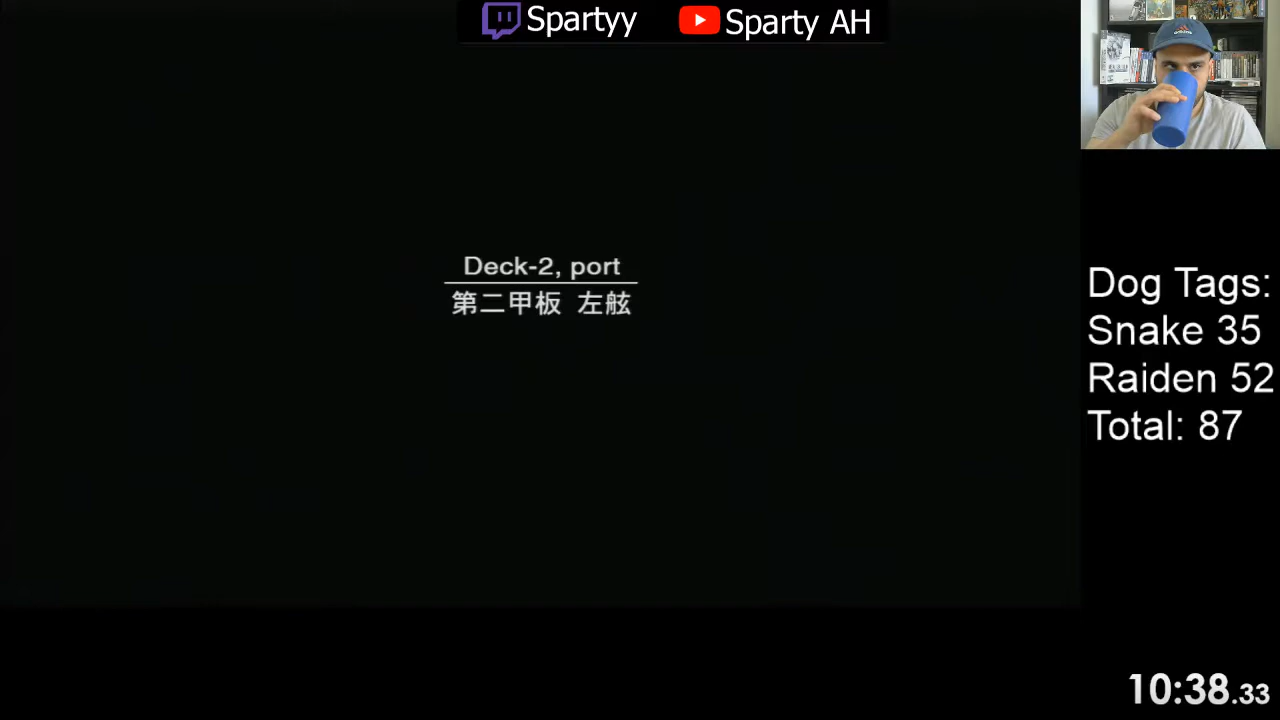 Spartyy
Sparty AH
Deck-2, port
第二甲板 左舷
Dog Tags:
Snake 35
Raiden 52
Total: 87
10:38.33